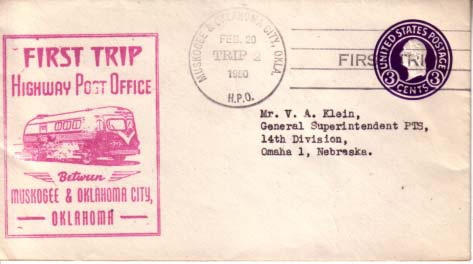 FIRST TRIP
HIGHWAY POST OFFICE
Between
MUSKOGEE & OKLAHOMA CITY,
OKLAHOMA
MUSKOGEE & OKLAHOMA CITY, OKLA.
FEB. 20
TRIP 2
1950
H.P.O.
FIRST TRIP
UNITED STATES POSTAGE
3 CENTS 3
Mr. V. A. Klein,
General Superintendent PTS,
14th Division,
Omaha 1, Nebraska.